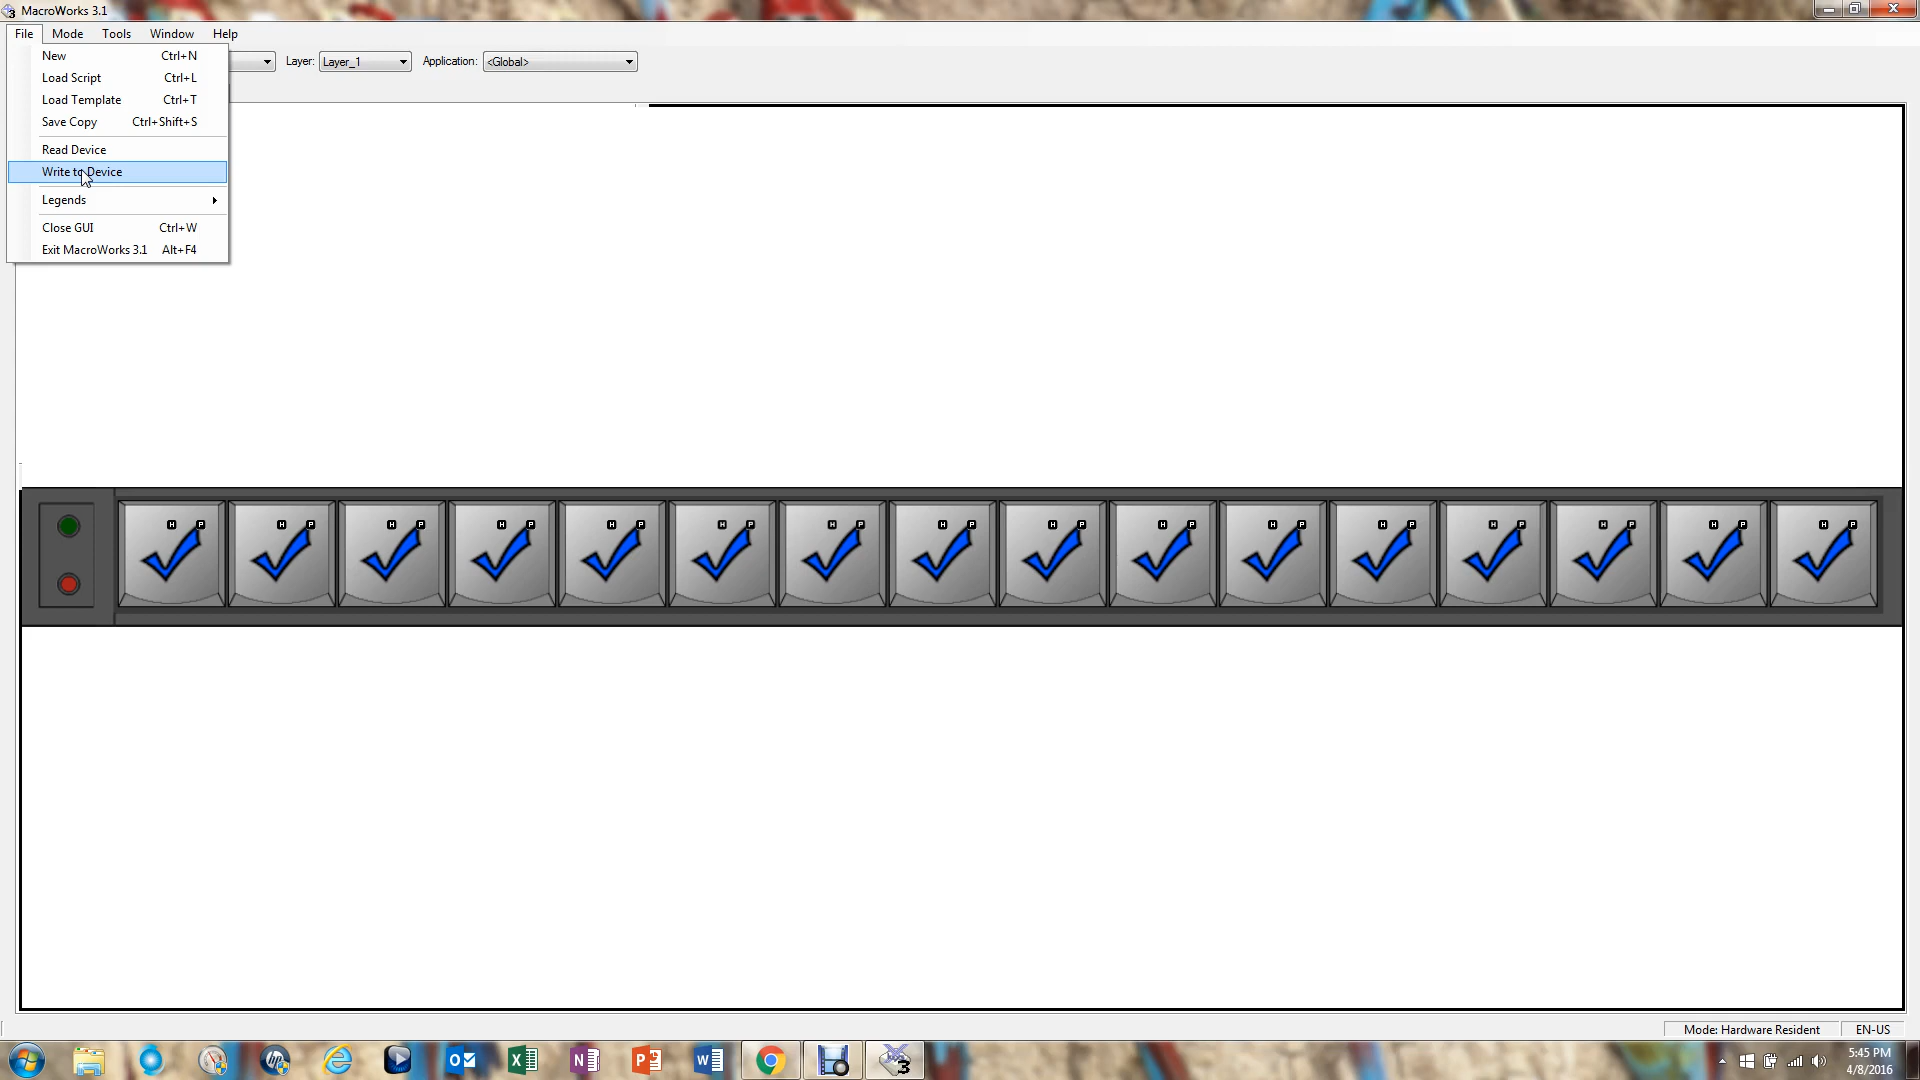 MacroWorks 3.1
File Mode Tools Window Help
New Ctrl+N
Layer: Layer_1 Application: <Global>
Load Script Ctrl+L
Load Template Ctrl+T
Save Copy Ctrl+Shift+S
Read Device
Write to Device
Legends
Close GUI Ctrl+W
Exit MacroWorks 3.1 Alt+F4
H P H P H P H P H P H P H P H P H P H P H P H P H P H P H P H P
Mode: Hardware Resident EN-US
5:45 PM
4/8/2016